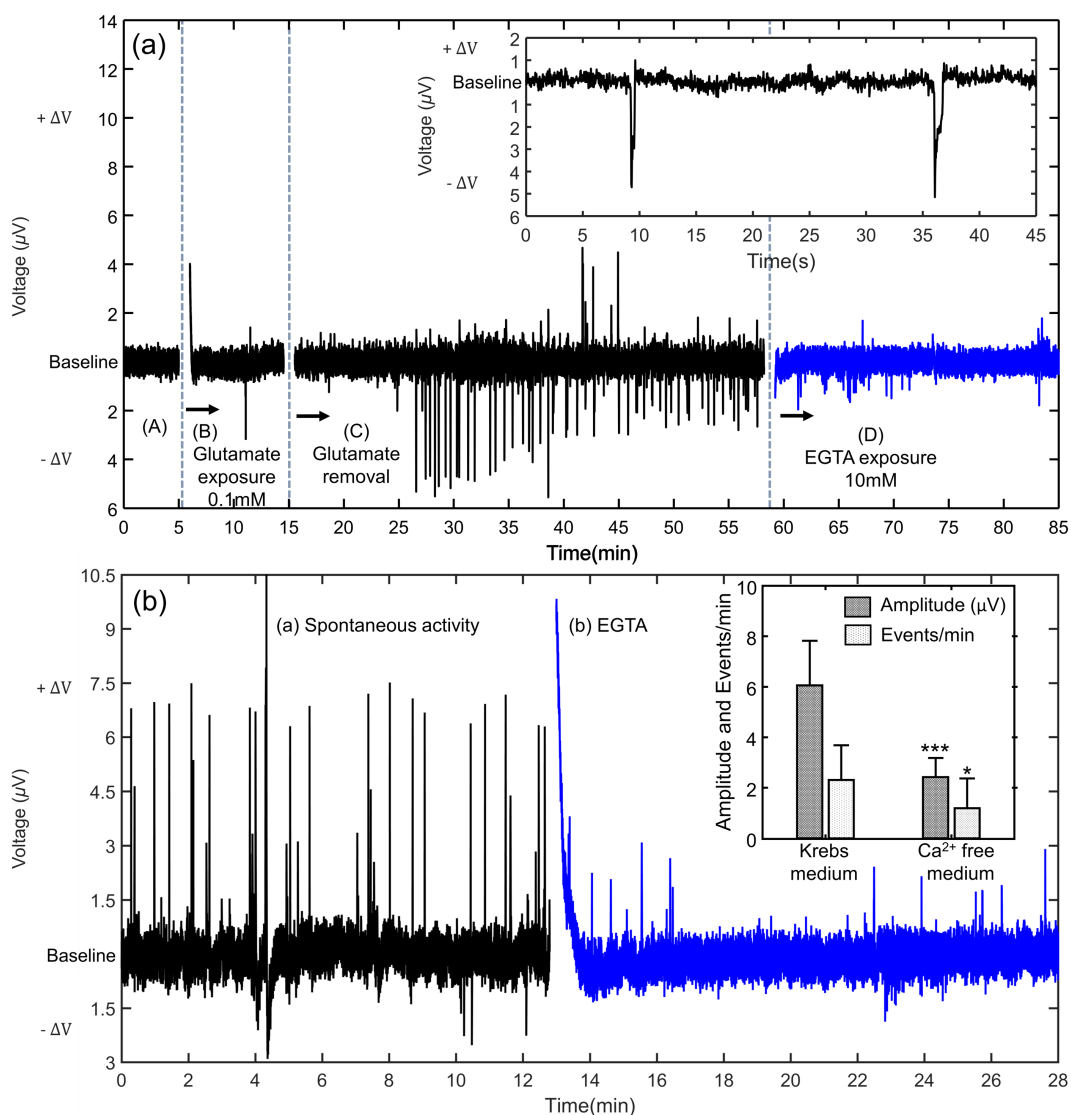 (a)
14
12
+ ΔV
10
8
6
Voltage (µV)
4
2
Baseline
2
- ΔV
4
6
0 5 10 15 20 25 30 35 40 45 50 55 60 65 70 75 80 85
Time(min)
(A)
(B)
Glutamate
exposure
0.1mM
(C)
Glutamate
removal
(D)
EGTA exposure
10mM
2
+ ΔV
1
Baseline
Voltage (µV)
1
2
3
- ΔV
4
5
6
0 5 10 15 20 25 30 35 40 45
Time(s)
(b)
10.5
9
+ ΔV
7.5
6
Voltage (µV)
4.5
3
1.5
Baseline
1.5
- ΔV
3
0 2 4 6 8 10 12 13 14 16 18 20 22 24 26 28
Time(min)
(a) Spontaneous activity
(b) EGTA
Amplitude and Events/min
10
8
6
4
2
0
Amplitude (µV)
Events/min
***
*
Krebs
medium
Ca²⁺ free
medium